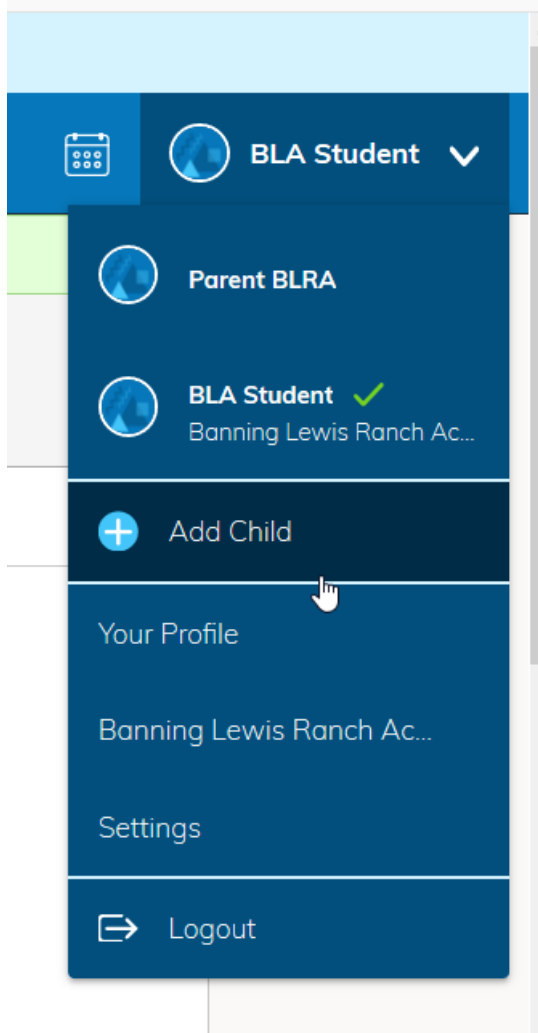 BLA Student
Parent BLRA
BLA Student
Banning Lewis Ranch Ac...
Add Child
Your Profile
Banning Lewis Ranch Ac...
Settings
Logout